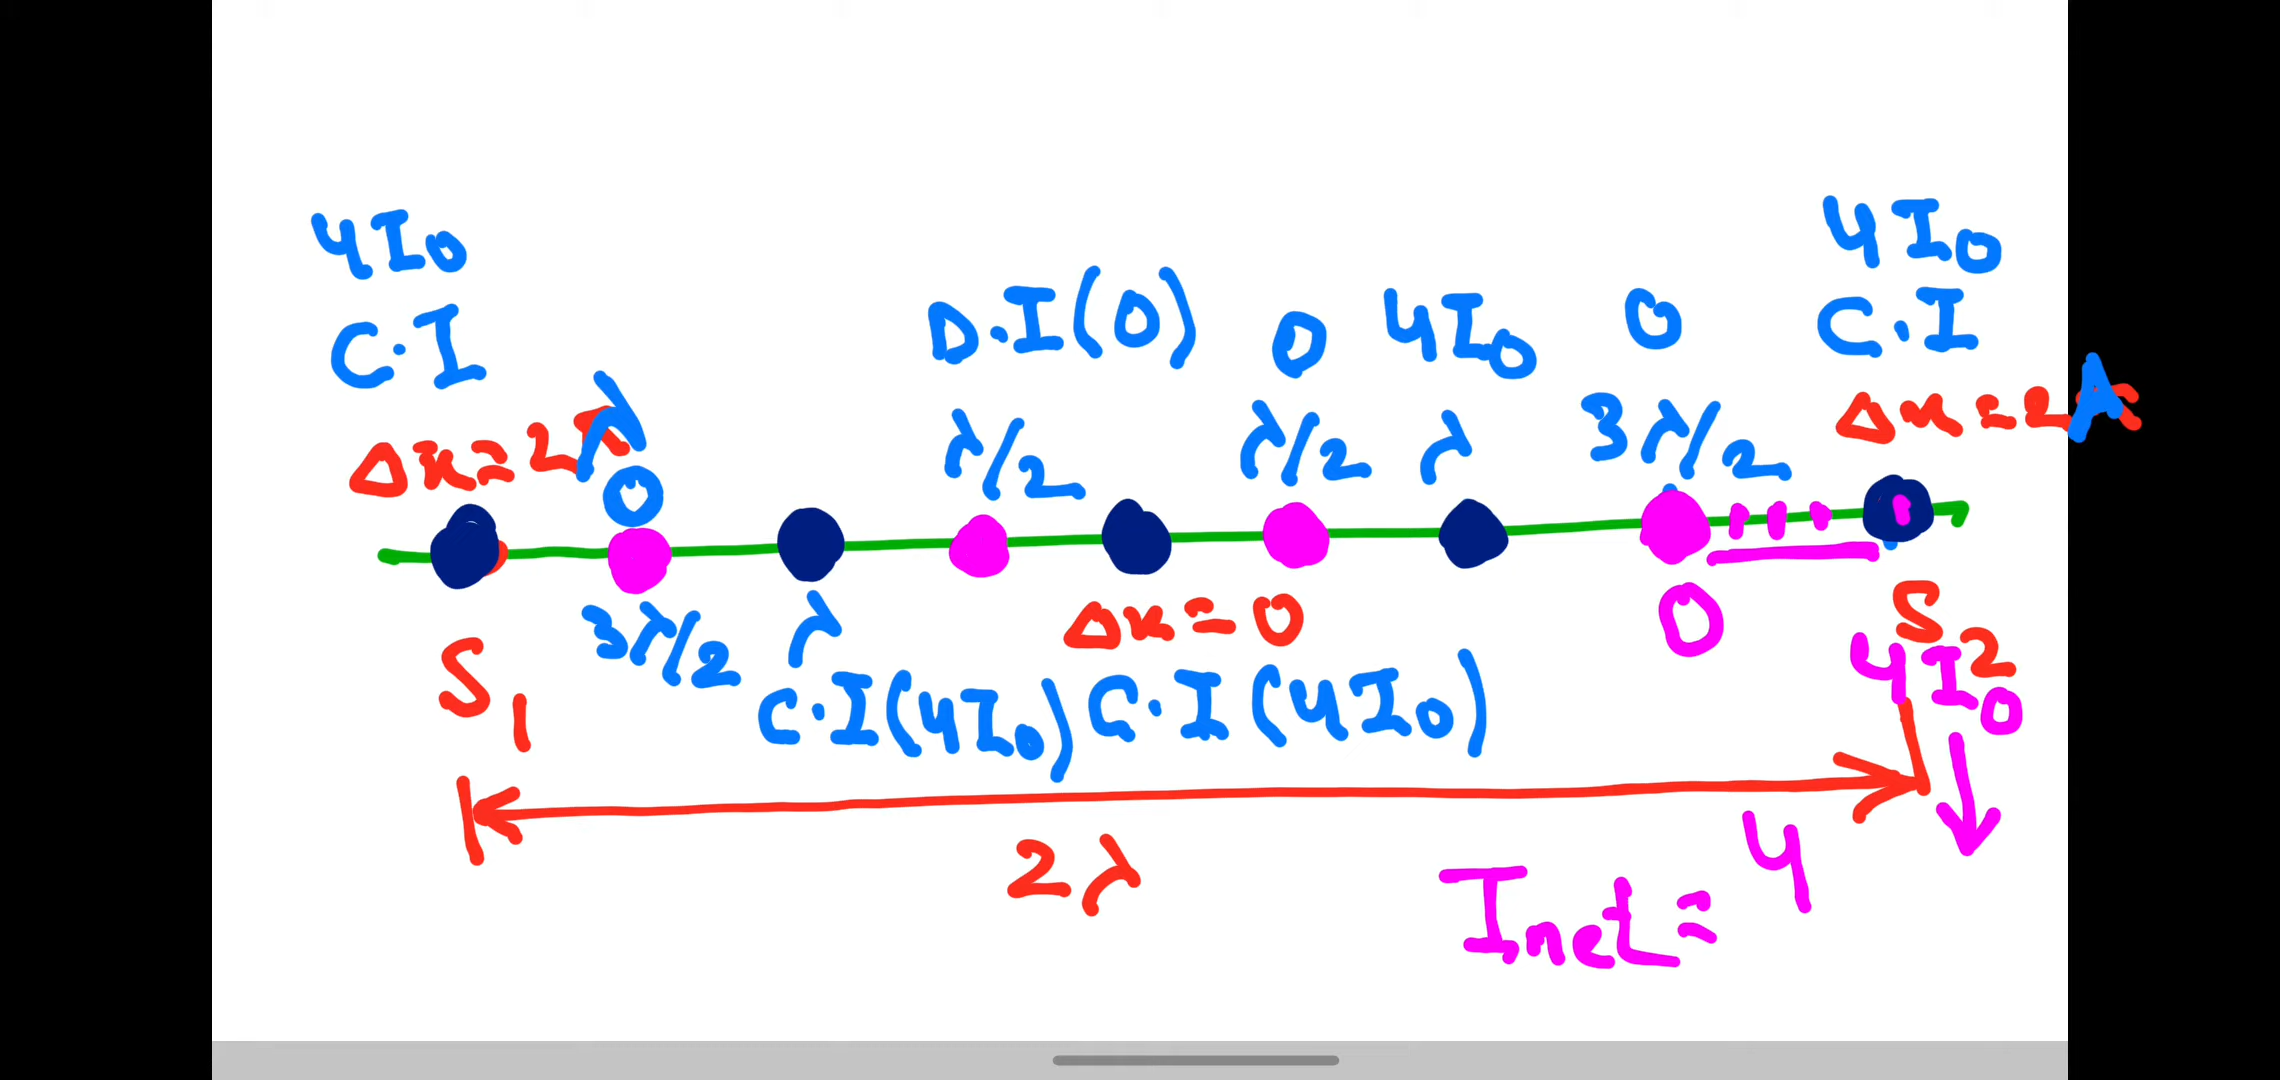 4I₀ 4I₀
C.I D.I(0) 0 4I₀ 0 C.I
Δx=2λ λ/2 λ/2 λ 3λ/2 Δx=2λ
0
3λ/2 λ Δx=0 0 S₂
S₁ C.I(4I₀) C.I(4I₀) 4I₀
2λ Inet= 4